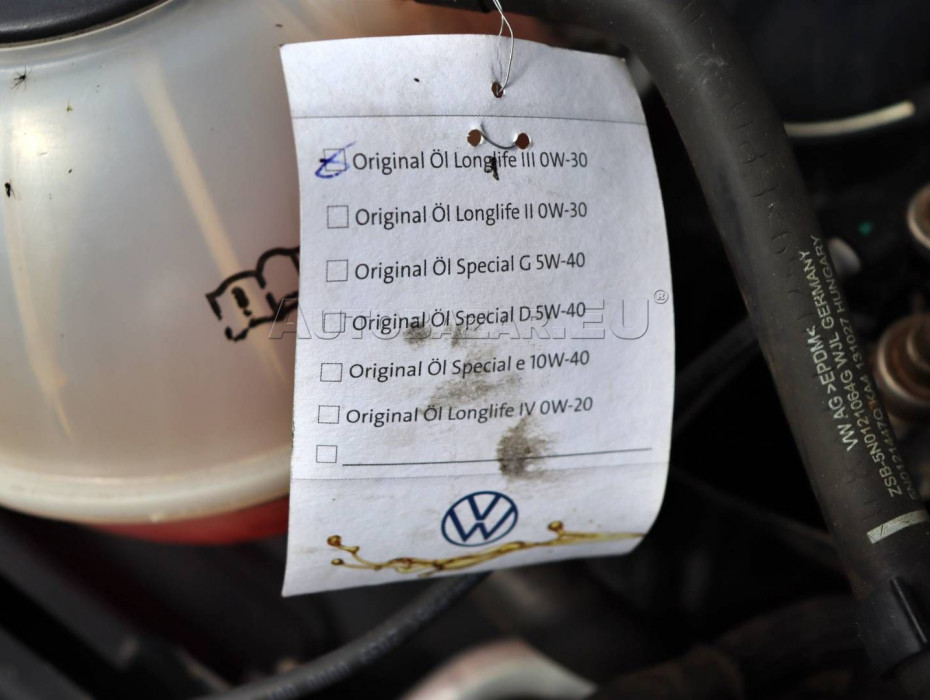 Original Öl Longlife III 0W-30
Original Öl Longlife II 0W-30
Original Öl Special G 5W-40
Original Öl Special D 5W-40
Original Öl Special e 10W-40
Original Öl Longlife IV 0W-20
AUTOBAZAR.EU®
VW AG >EPDM< 
ZSB-5N0121106AG WJL GERMANY
HUNGARY